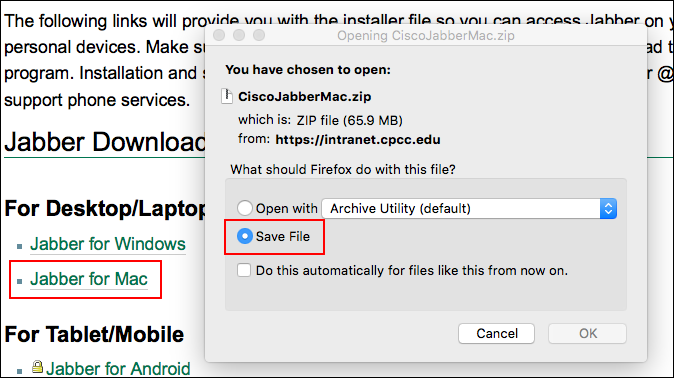 The following links will provide you with the installer file so you can access Jabber on
personal devices. Make
Opening CiscoJabberMac.zip
program. Installation and
support phone services.
You have chosen to open:
CiscoJabberMac.zip
which is: ZIP file (65.9 MB)
from: https://intranet.cpcc.edu
What should Firefox do with this file?
Open with Archive Utility (default)
Save File
Do this automatically for files like this from now on.
Cancel OK
Jabber Download
For Desktop/Laptop
Jabber for Windows
Jabber for Mac
For Tablet/Mobile
Jabber for Android